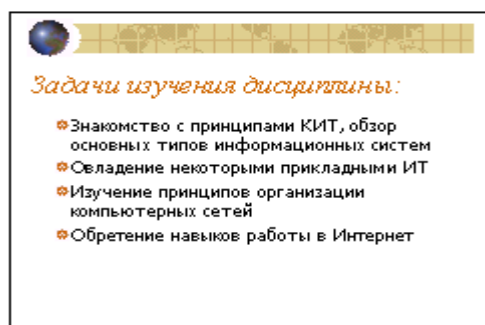 Задачи изучения дисциплины:
Знакомство с принципами КИТ, обзор
основных типов информационных систем
Овладение некоторыми прикладными ИТ
Изучение принципов организации
компьютерных сетей
Обретение навыков работы в Интернет